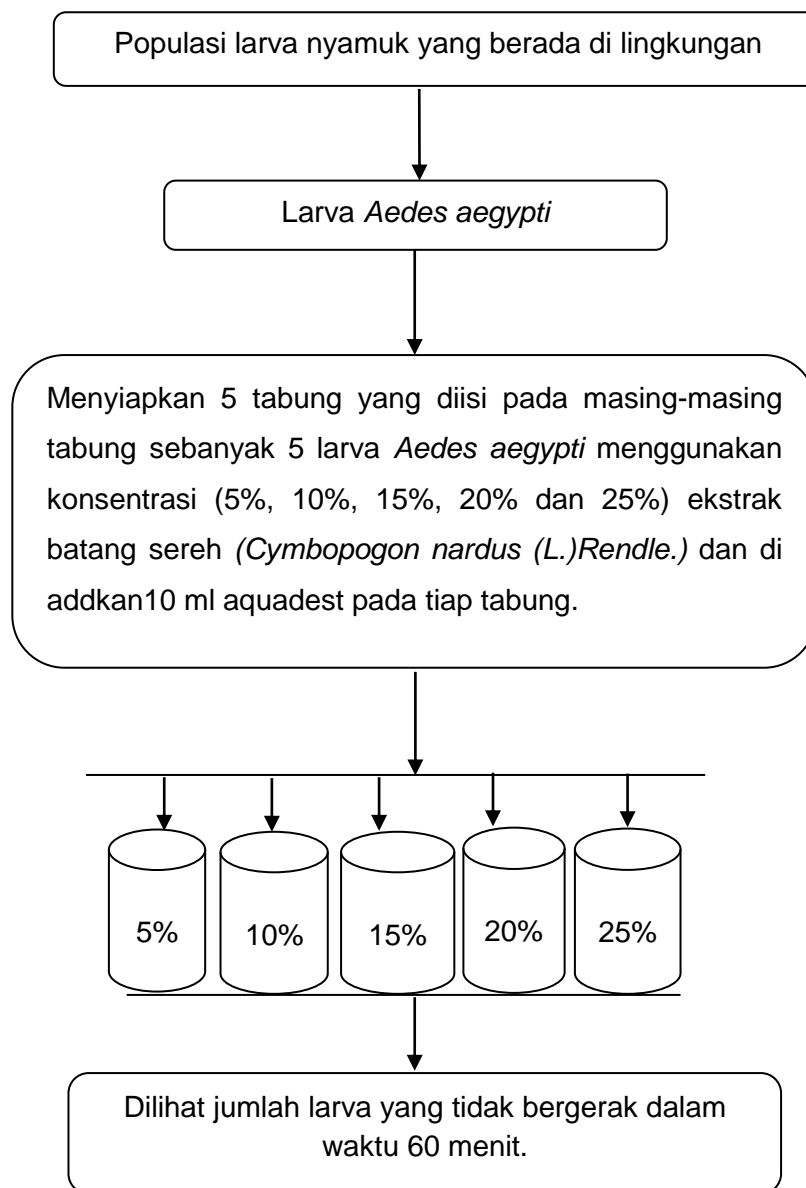 Populasi larva nyamuk yang berada di lingkungan
Larva Aedes aegypti
Menyiapkan 5 tabung yang diisi pada masing-masing
tabung sebanyak 5 larva Aedes aegypti menggunakan
konsentrasi (5%, 10%, 15%, 20% dan 25%) ekstrak
batang sereh (Cymbopogon nardus (L.)Rendle.) dan di
addkan10 ml aquadest pada tiap tabung.
5% 10% 15% 20% 25%
Dilihat jumlah larva yang tidak bergerak dalam
waktu 60 menit.